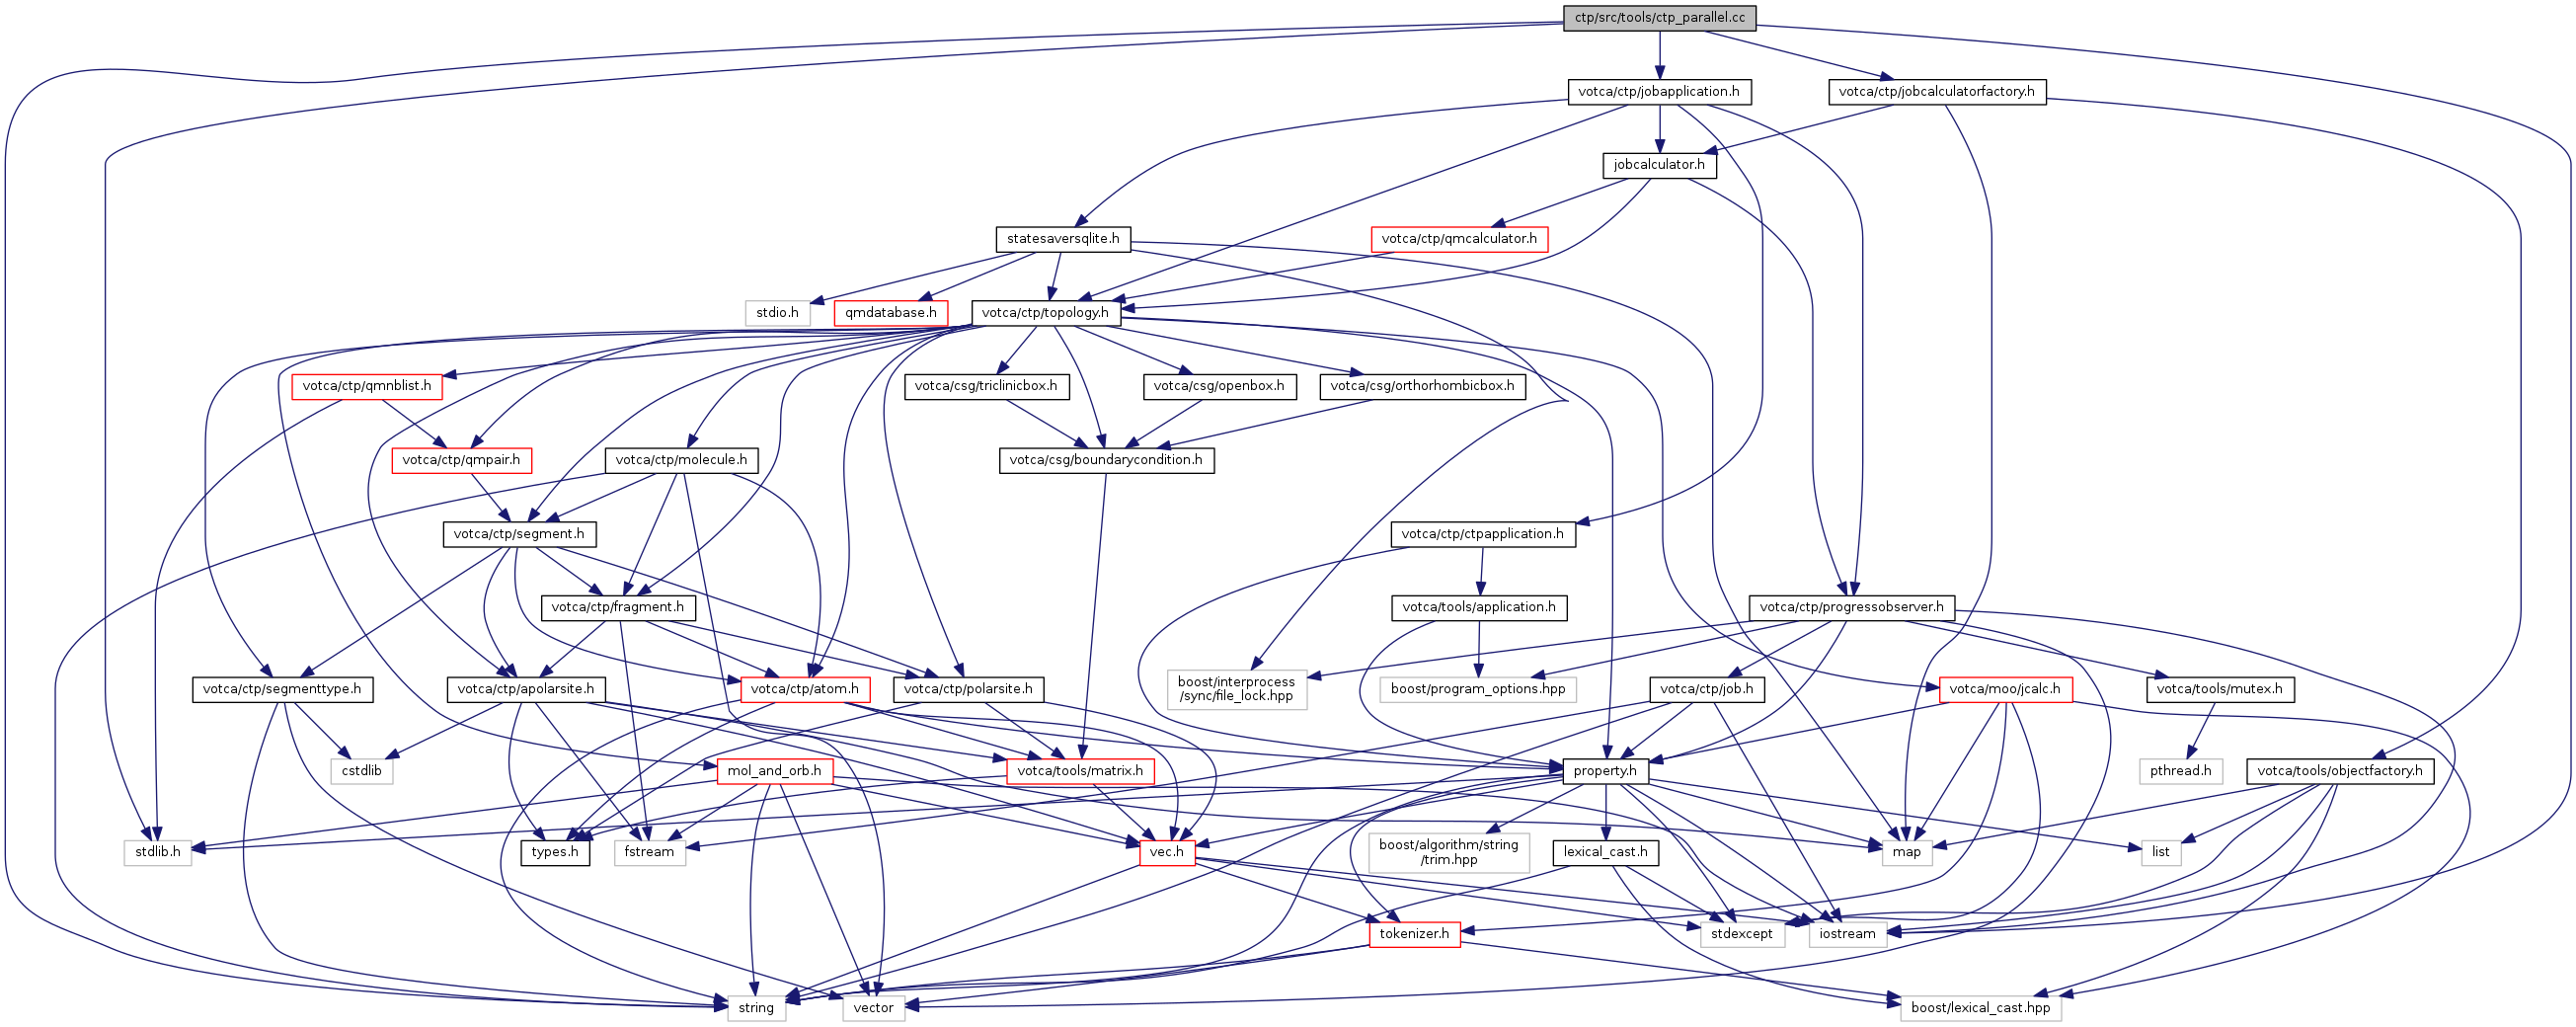 ctp/src/tools/ctp_parallel.cc
votca/ctp/jobapplication.h
votca/ctp/jobcalculatorfactory.h
jobcalculator.h
statesaversqlite.h
votca/ctp/qmcalculator.h
stdio.h
qmdatabase.h
votca/ctp/topology.h
votca/ctp/qmnblist.h
votca/csg/triclinicbox.h
votca/csg/openbox.h
votca/csg/orthorhombicbox.h
votca/ctp/qmpair.h
votca/ctp/molecule.h
votca/csg/boundarycondition.h
votca/ctp/segment.h
votca/ctp/ctpapplication.h
votca/ctp/fragment.h
votca/tools/application.h
votca/ctp/progressobserver.h
votca/ctp/segmenttype.h
votca/ctp/apolarsite.h
votca/ctp/atom.h
votca/ctp/polarsite.h
boost/interprocess
/sync/file_lock.hpp
boost/program_options.hpp
votca/ctp/job.h
votca/moo/jcalc.h
votca/tools/mutex.h
cstdlib
mol_and_orb.h
votca/tools/matrix.h
property.h
pthread.h
votca/tools/objectfactory.h
stdlib.h
types.h
fstream
vec.h
boost/algorithm/string
/trim.hpp
lexical_cast.h
map
list
tokenizer.h
stdexcept
iostream
string
vector
boost/lexical_cast.hpp